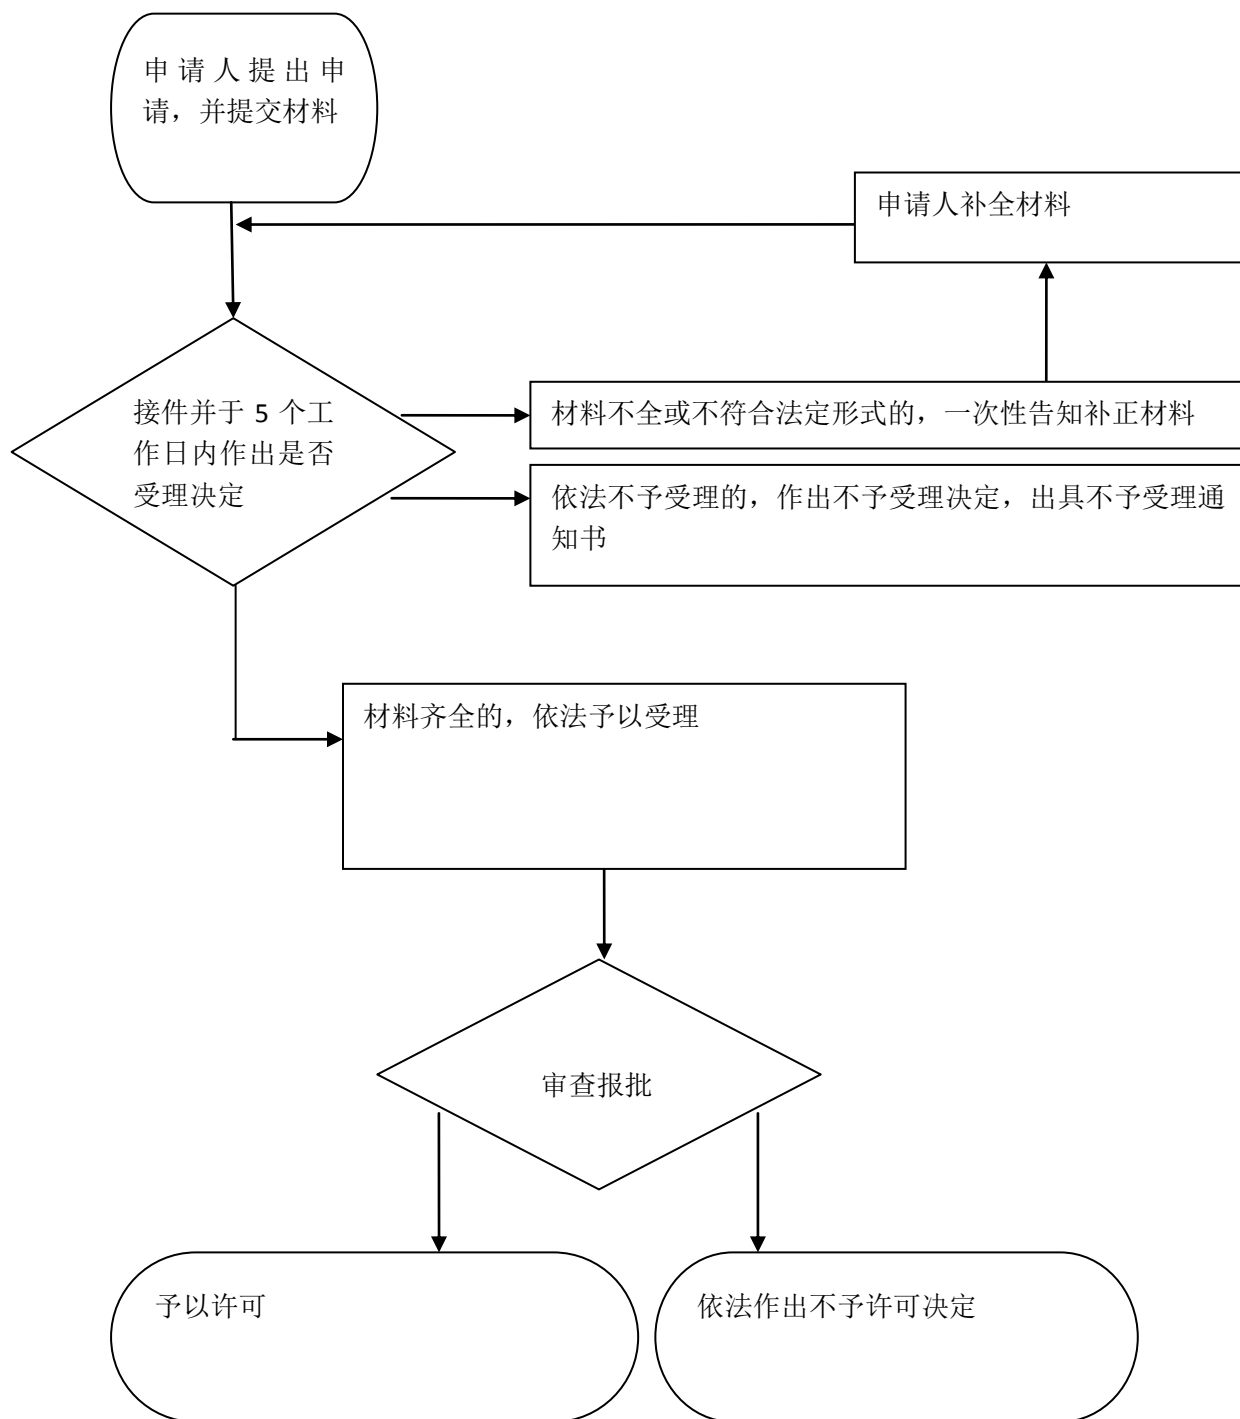 申请人提出申
请，并提交材料
申请人补全材料
接件并于 5 个工
作日内作出是否
受理决定
材料不全或不符合法定形式的，一次性告知补正材料
依法不予受理的，作出不予受理决定，出具不予受理通
知书
材料齐全的，依法予以受理
审查报批
予以许可
依法作出不予许可决定